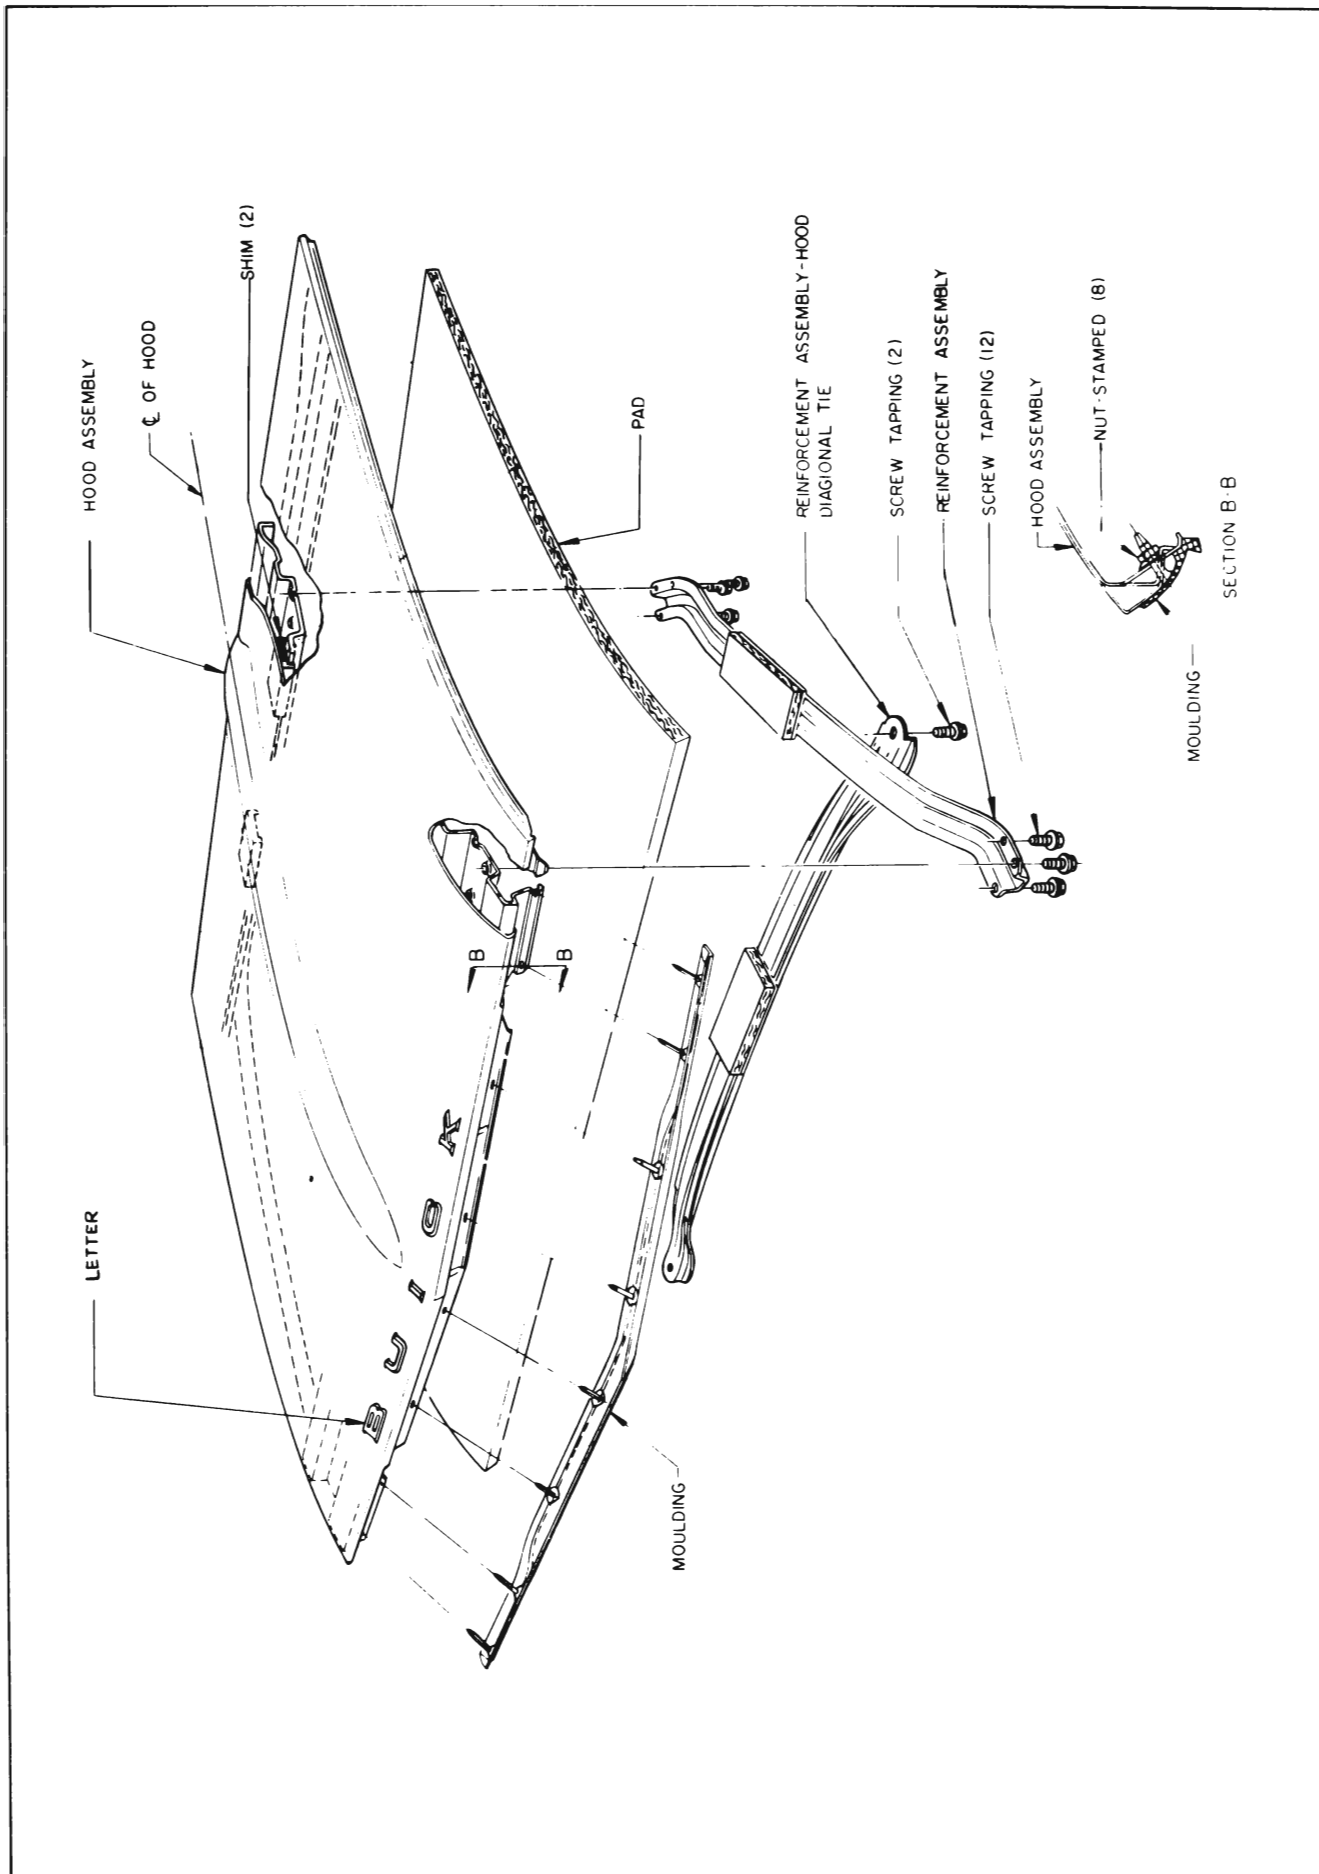 HOOD ASSEMBLY
℄ OF HOOD
SHIM (2)
LETTER
B U I C K
B
B
PAD
MOULDING
REINFORCEMENT ASSEMBLY-HOOD
DIAGIONAL TIE
SCREW TAPPING (2)
REINFORCEMENT ASSEMBLY
SCREW TAPPING (12)
HOOD ASSEMBLY
NUT-STAMPED (8)
MOULDING
SECTION B-B